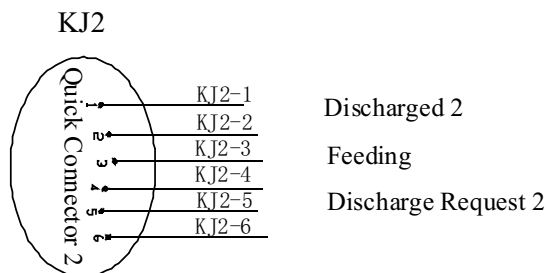 KJ2
Quick Connector 2
1 KJ2-1
Discharged 2
2 KJ2-2
3 KJ2-3
Feeding
4 KJ2-4
5 KJ2-5
Discharge Request 2
6 KJ2-6